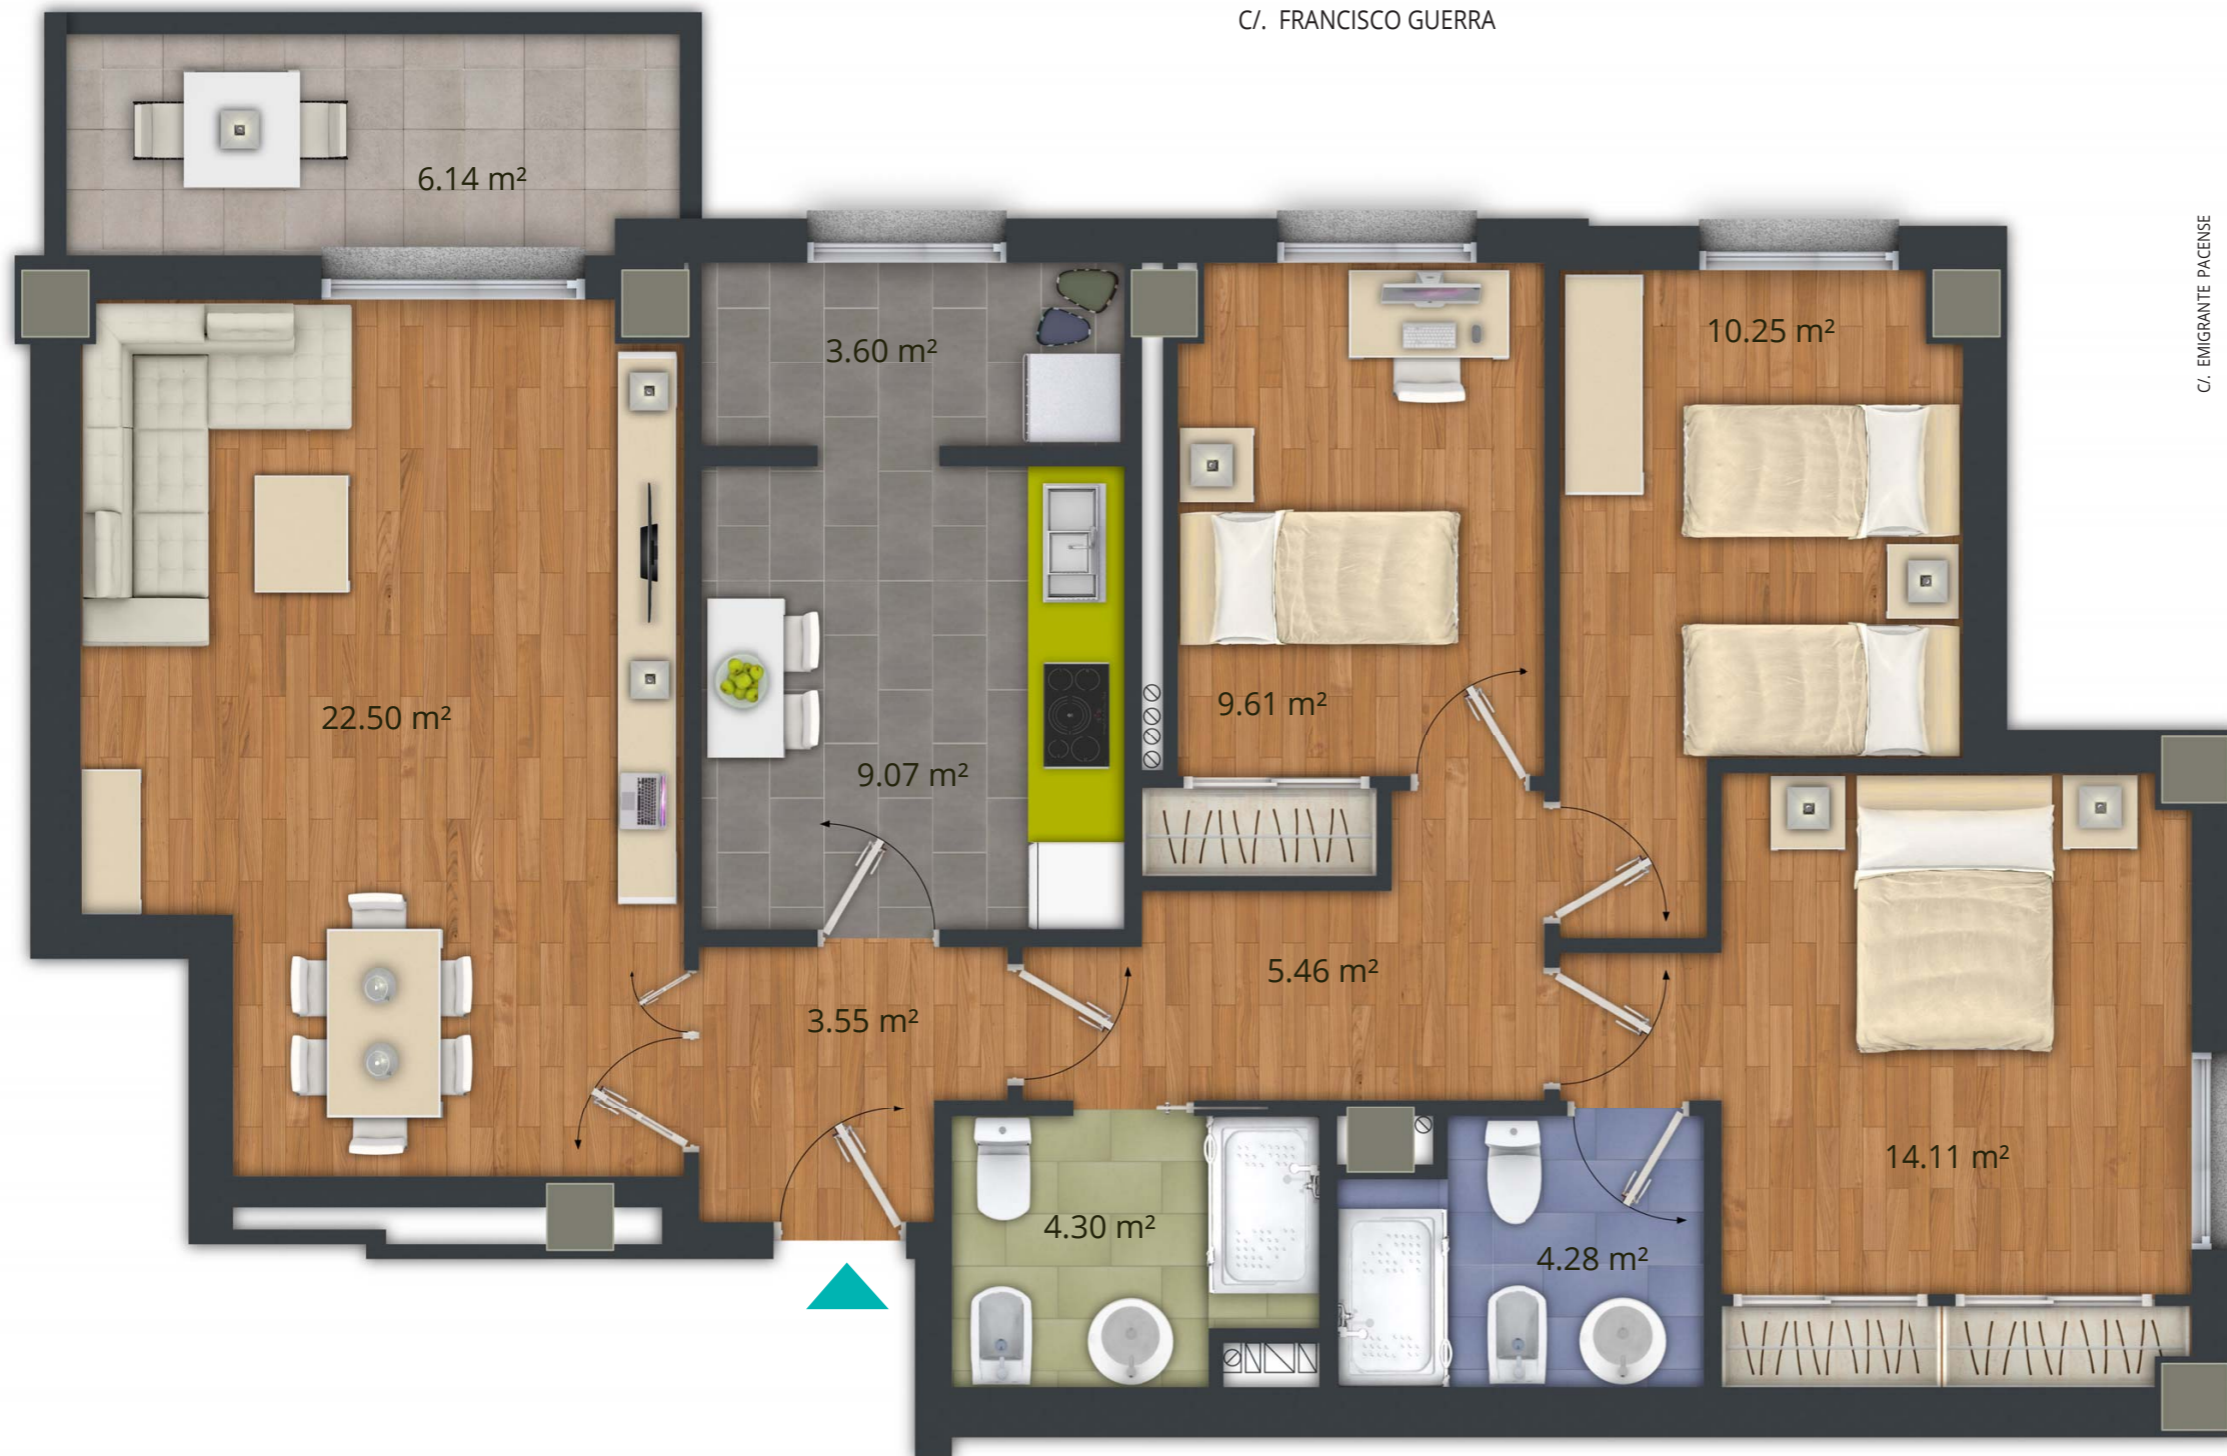 C/. FRANCISCO GUERRA
6.14 m²
C/. EMIGRANTE PACENSE
3.60 m²
10.25 m²
22.50 m²
9.61 m²
9.07 m²
5.46 m²
3.55 m²
14.11 m²
4.30 m²
4.28 m²